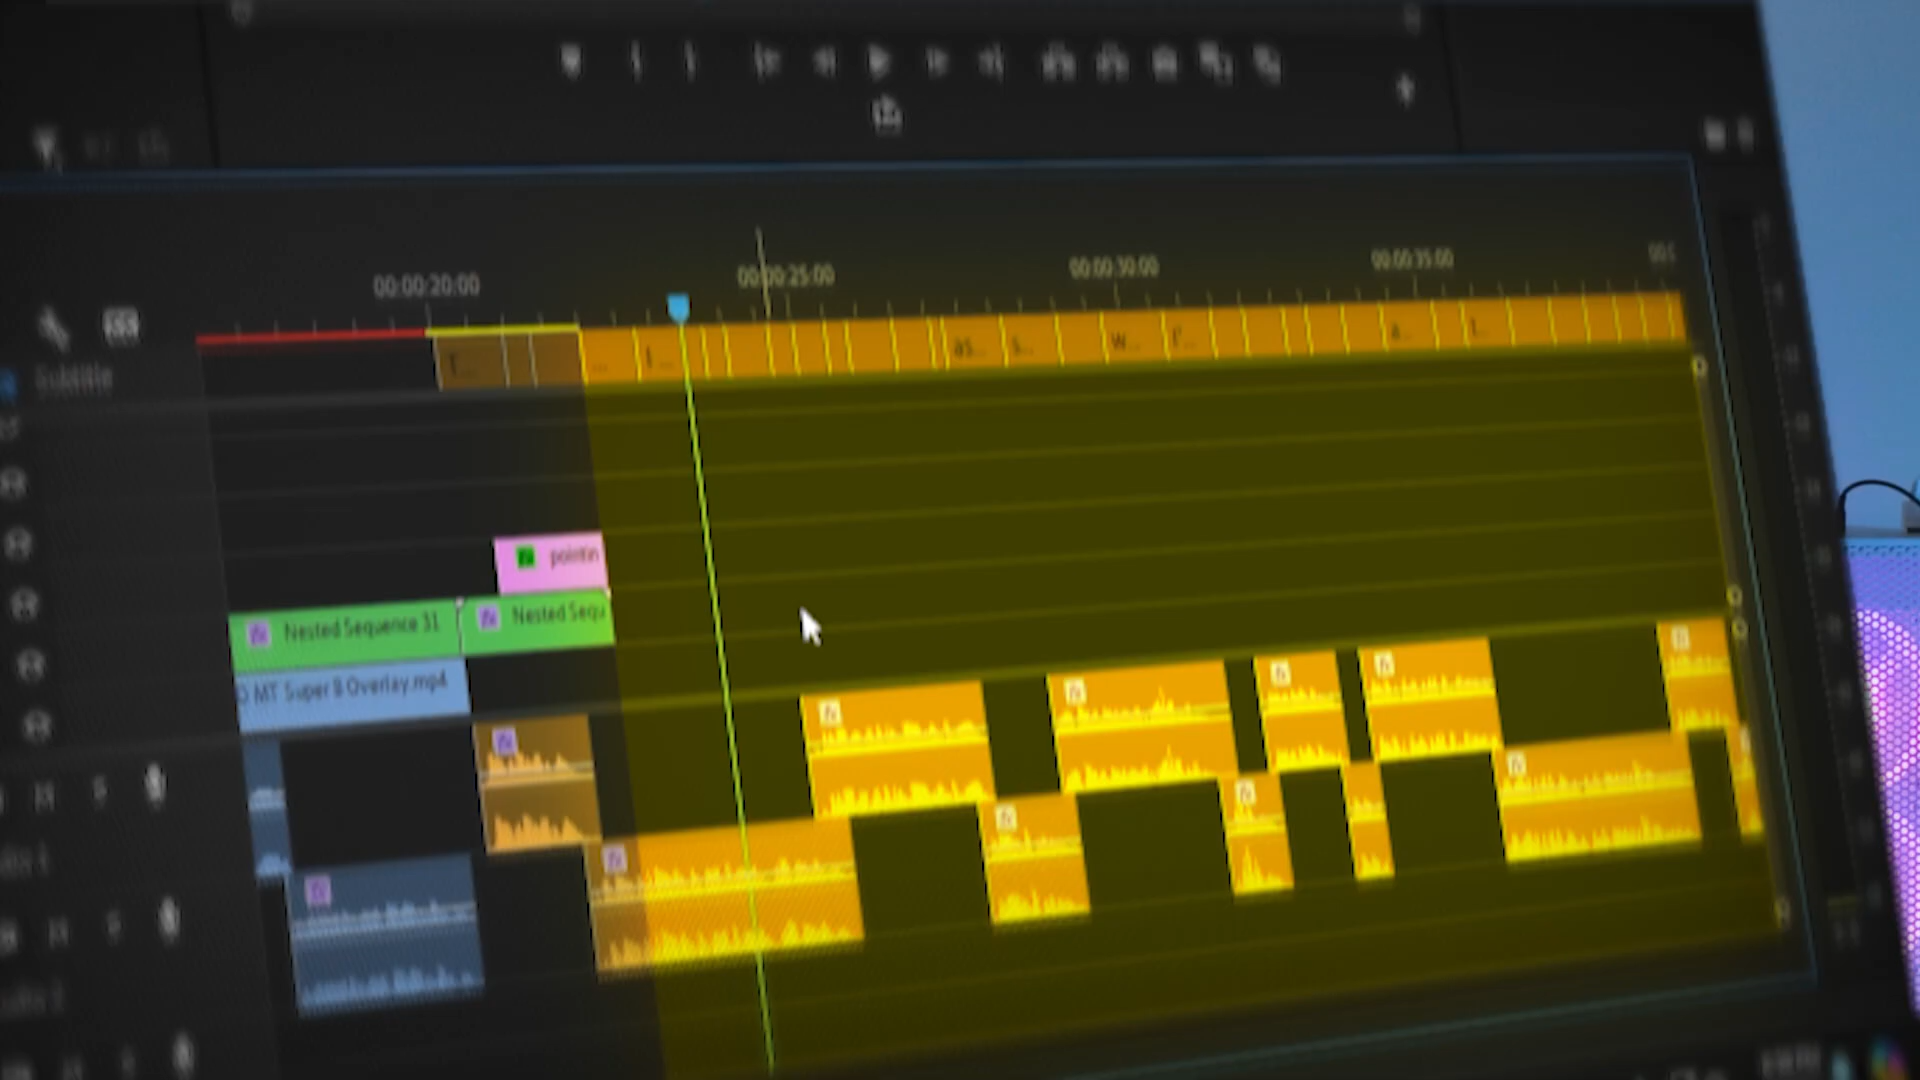 00:00:20:00
00:00:25:00
00:00:30:00
00:00:35:00
Subtitle
T...
...
as...
s...
w...
I'...
a...
pointin
Nested Sequence 31
Nested Sequ
MT Super 8 Overlay.mp4